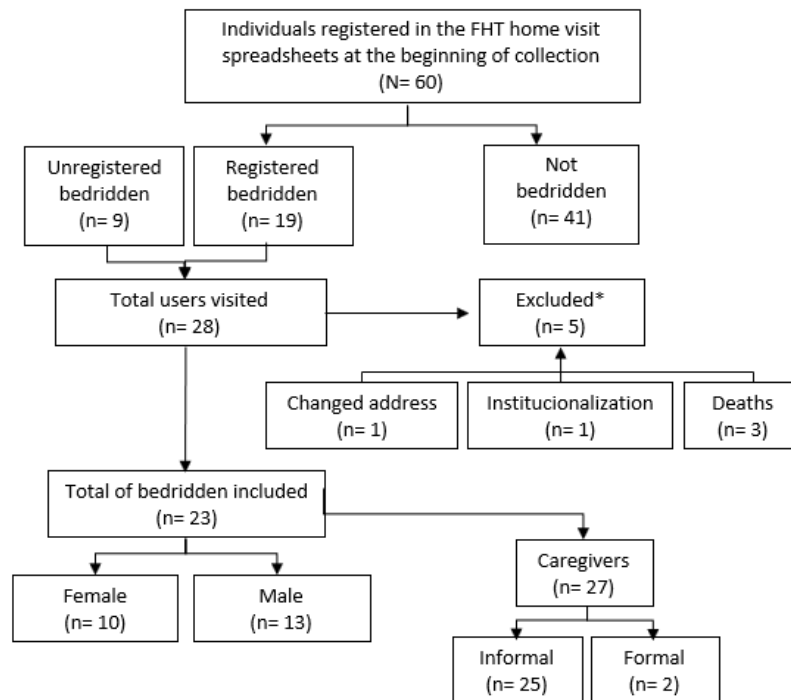 Individuals registered in the FHT home visit
spreadsheets at the beginning of collection
(N= 60)
Unregistered
bedridden
(n= 9)
Registered
bedridden
(n= 19)
Not
bedridden
(n= 41)
Total users visited
(n= 28)
Excluded*
(n= 5)
Changed address
(n= 1)
Institucionalization
(n= 1)
Deaths
(n= 3)
Total of bedridden included
(n= 23)
Caregivers
(n= 27)
Female
(n= 10)
Male
(n= 13)
Informal
(n= 25)
Formal
(n= 2)